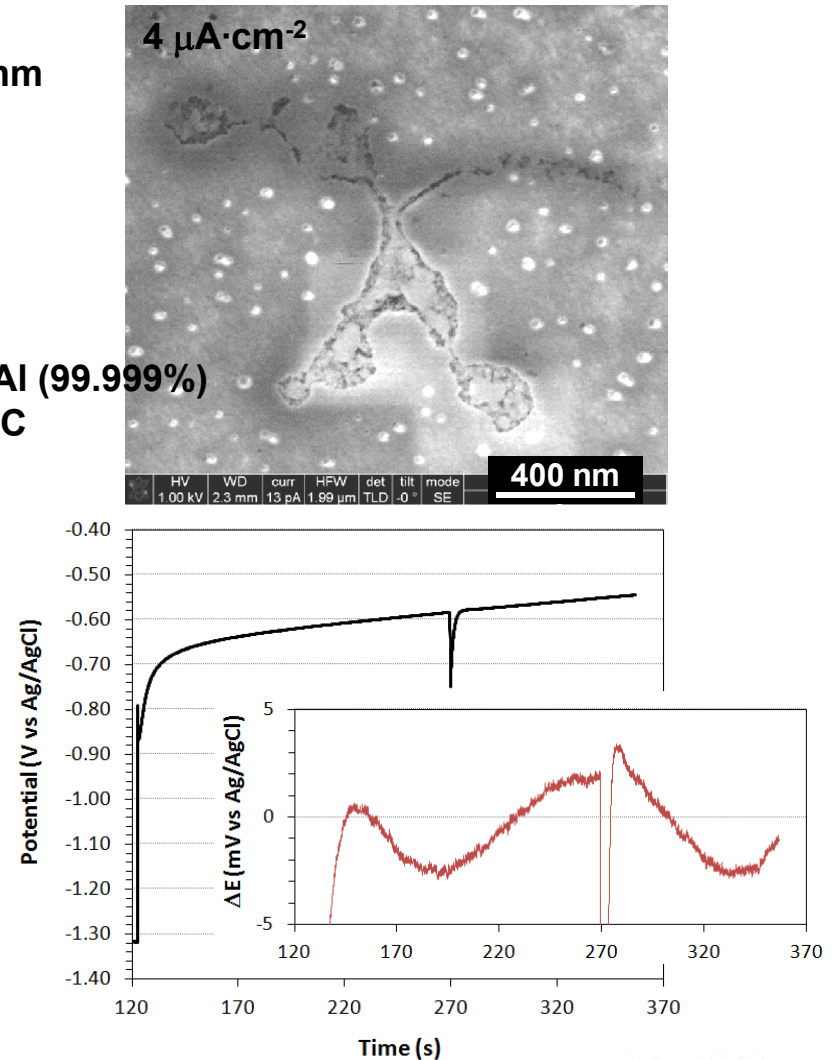 4 μA·cm-2
nm
Al (99.999%)
C
HV WD curr HFW det tilt mode
1.00 kV 2.3 mm 13 pA 1.99 μm TLD -0 ° SE
400 nm
-0.40
-0.50
-0.60
-0.70
-0.80
-0.90
-1.00
-1.10
-1.20
-1.30
-1.40
Potential (V vs Ag/AgCl)
120 170 220 270 320 370
Time (s)
5
0
-5
ΔE (mV vs Ag/AgCl)
120 170 220 270 320 370